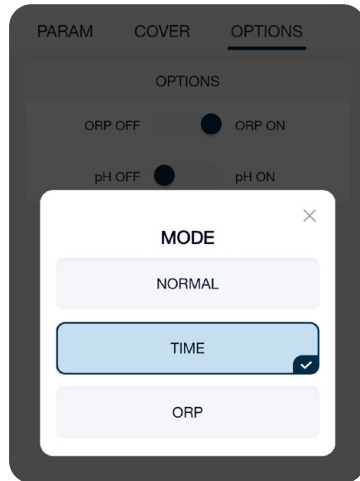 PARAM COVER OPTIONS
OPTIONS
ORP OFF ORP ON
pH OFF pH ON
MODE
NORMAL
TIME
ORP